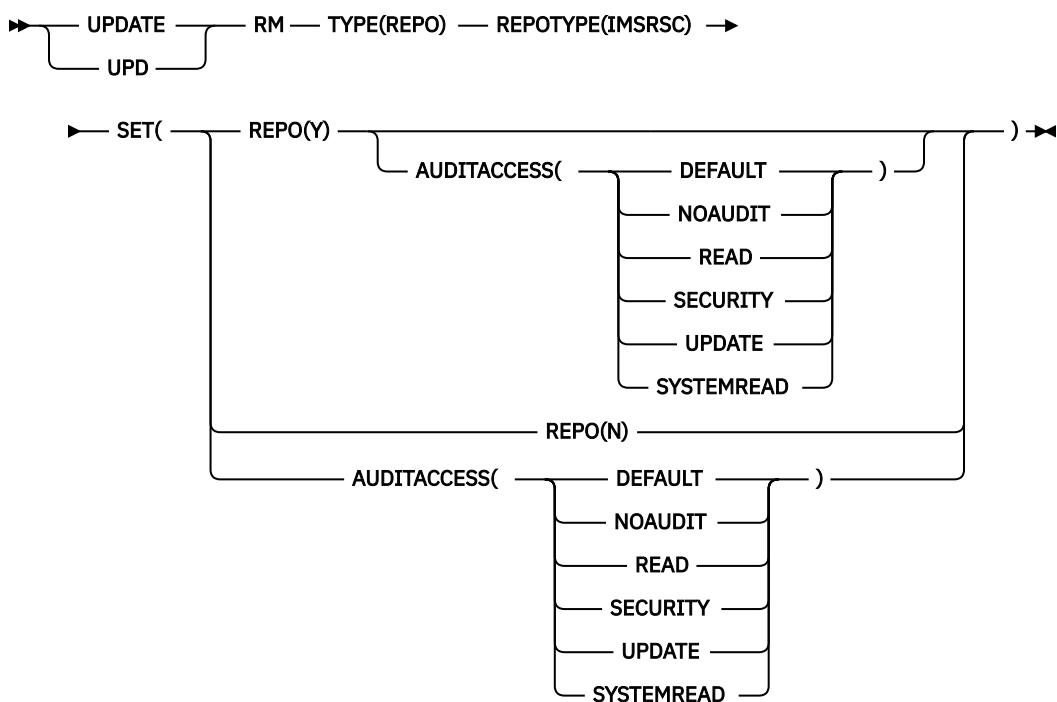 UPDATE RM TYPE(REPO) REPOTYPE(IMSRSC)
UPD
SET( REPO(Y) )
AUDITACCESS( DEFAULT )
NOAUDIT
READ
SECURITY
UPDATE
SYSTEMREAD
REPO(N)
AUDITACCESS( DEFAULT )
NOAUDIT
READ
SECURITY
UPDATE
SYSTEMREAD